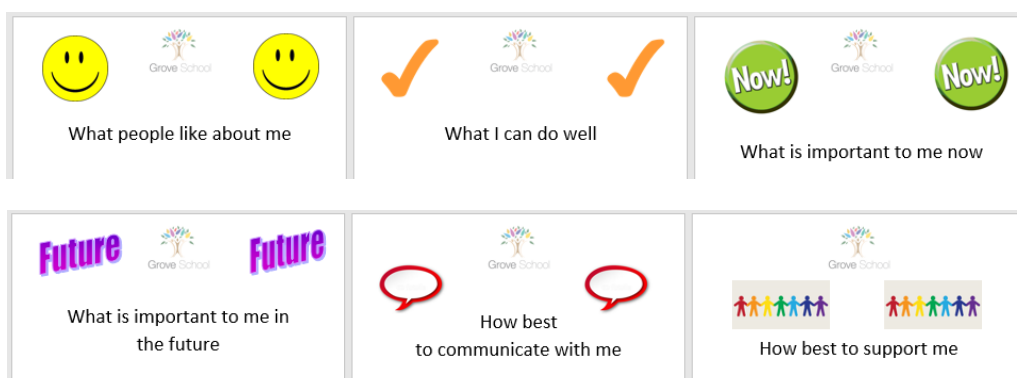 Grove School
What people like about me
Grove School
What I can do well
Now!
Grove School
Now!
What is important to me now
Future
Grove School
Future
What is important to me in
the future
Grove School
How best
to communicate with me
Grove School
How best to support me